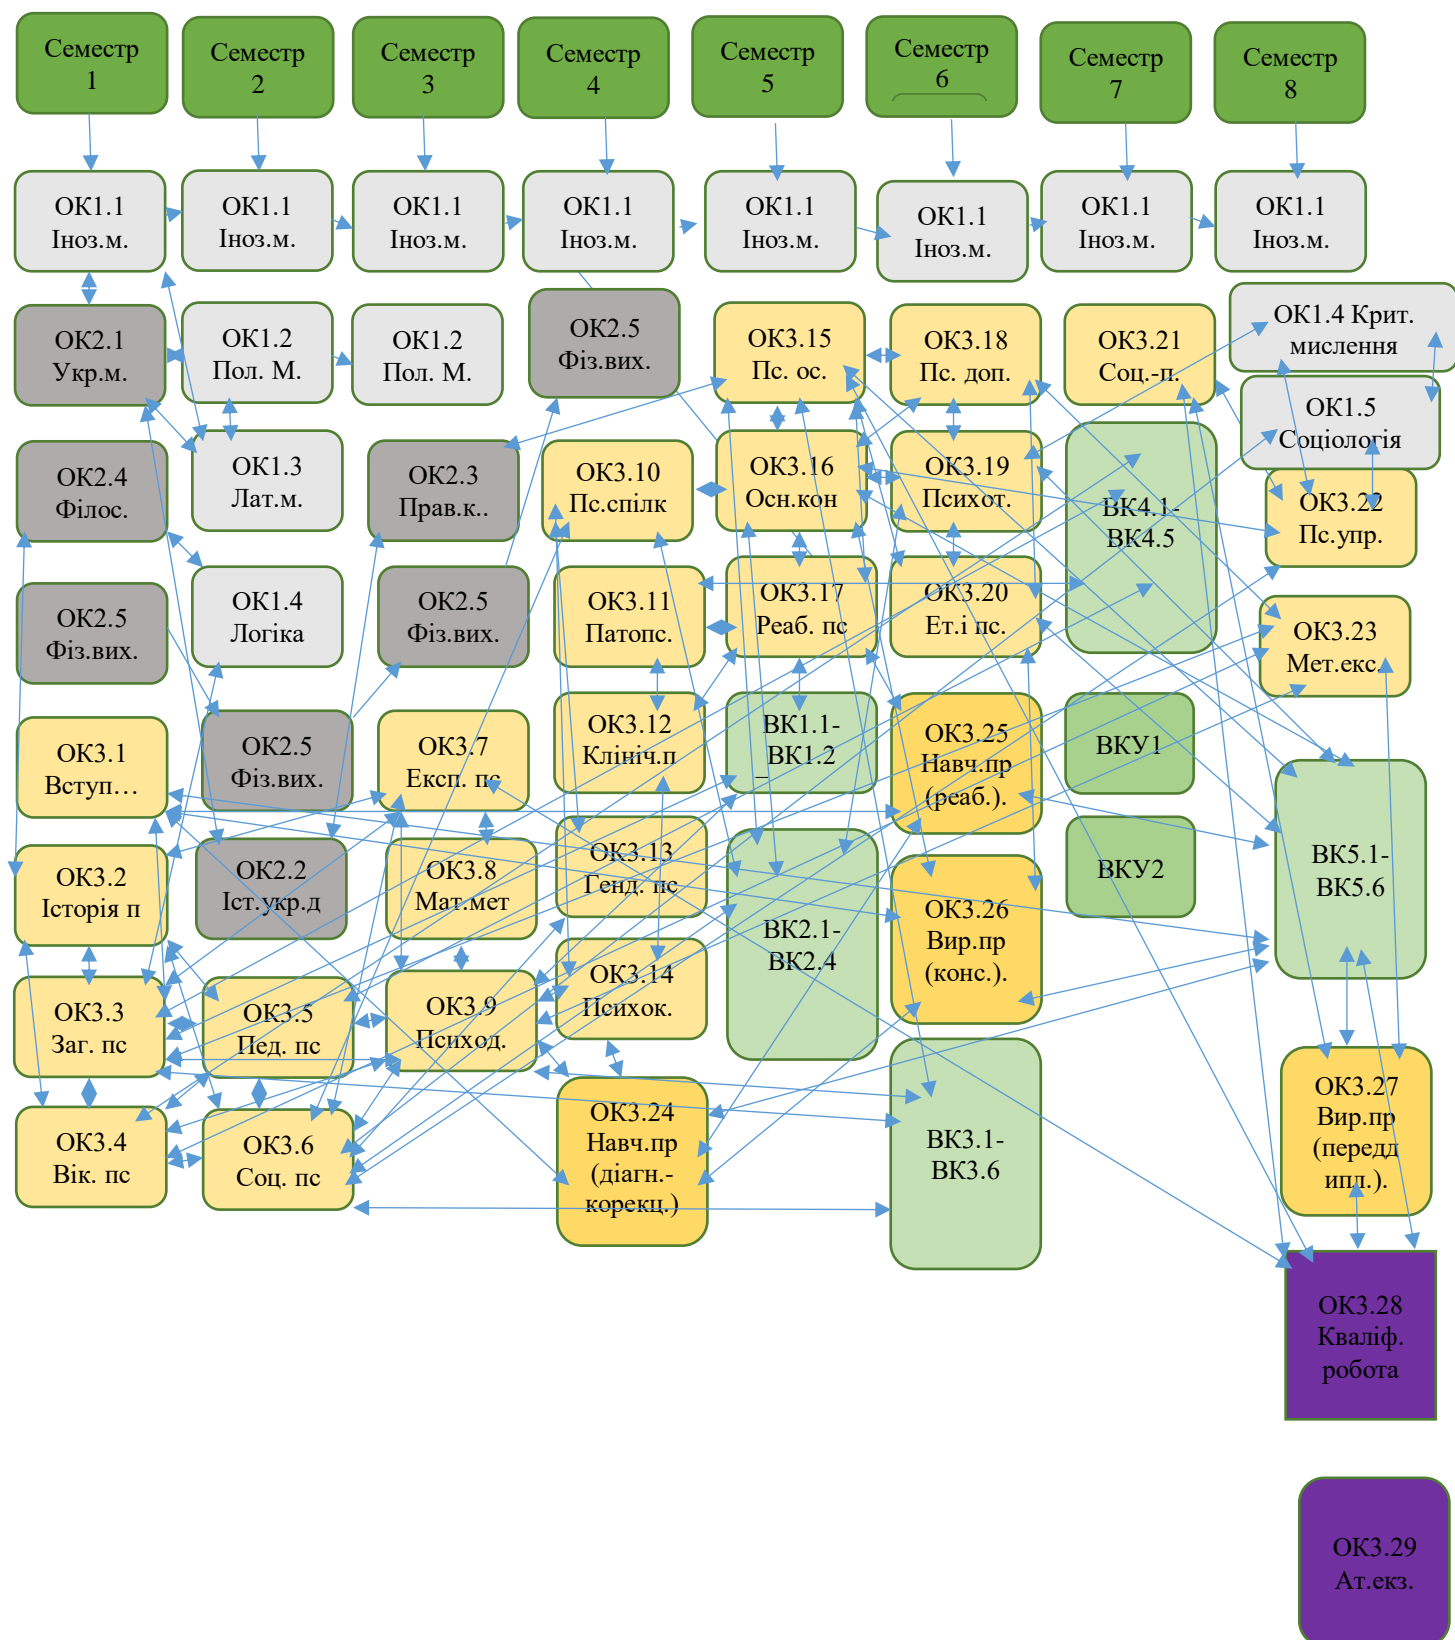 Семестр
1
Семестр
2
Семестр
3
Семестр
4
Семестр
5
Семестр
6
Семестр
7
Семестр
8
ОК1.1
Іноз.м.
ОК1.1
Іноз.м.
ОК1.1
Іноз.м.
ОК1.1
Іноз.м.
ОК1.1
Іноз.м.
ОК1.1
Іноз.м.
ОК1.1
Іноз.м.
ОК1.1
Іноз.м.
ОК2.1
Укр.м.
ОК1.2
Пол. М.
ОК1.2
Пол. М.
ОК2.5
Фіз.вих.
ОК3.15
Пс. ос.
ОК3.18
Пс. доп.
ОК3.21
Соц.-п.
ОК1.4 Крит.
мислення
ОК1.5
Соціологія
ОК2.4
Філос.
ОК1.3
Лат.м.
ОК2.3
Прав.к..
ОК3.10
Пс.спілк
ОК3.16
Осн.кон
ОК3.19
Психот.
ВК4.1-
ВК4.5
ОК3.22
Пс.упр.
ОК2.5
Фіз.вих.
ОК1.4
Логіка
ОК2.5
Фіз.вих.
ОК3.11
Патопс.
ОК3.17
Реаб. пс
ОК3.20
Ет.і пс.
ОК3.23
Мет.екс.
ОК3.1
Вступ…
ОК2.5
Фіз.вих.
ОК3.7
Експ. пс
ОК3.12
Клініч.п
ВК1.1-
_ВК1.2
ОК3.25
Навч.пр
(реаб.).
ВКУ1
ОК3.2
Історія п
ОК2.2
Іст.укр.д
ОК3.8
Мат.мет
ОК3.13
Генд. пс
ВК2.1-
ВК2.4
ОК3.26
Вир.пр
(конс.).
ВКУ2
ВК5.1-
ВК5.6
ОК3.3
Заг. пс
ОК3.5
Пед. пс
ОК3.9
Психод.
ОК3.14
Психок.
ОК3.4
Вік. пс
ОК3.6
Соц. пс
ОК3.24
Навч.пр
(діагн.-
корекц.)
ВК3.1-
ВК3.6
ОК3.27
Вир.пр
(передд
ипл.).
ОК3.28
Кваліф.
робота
ОК3.29
Ат.екз.